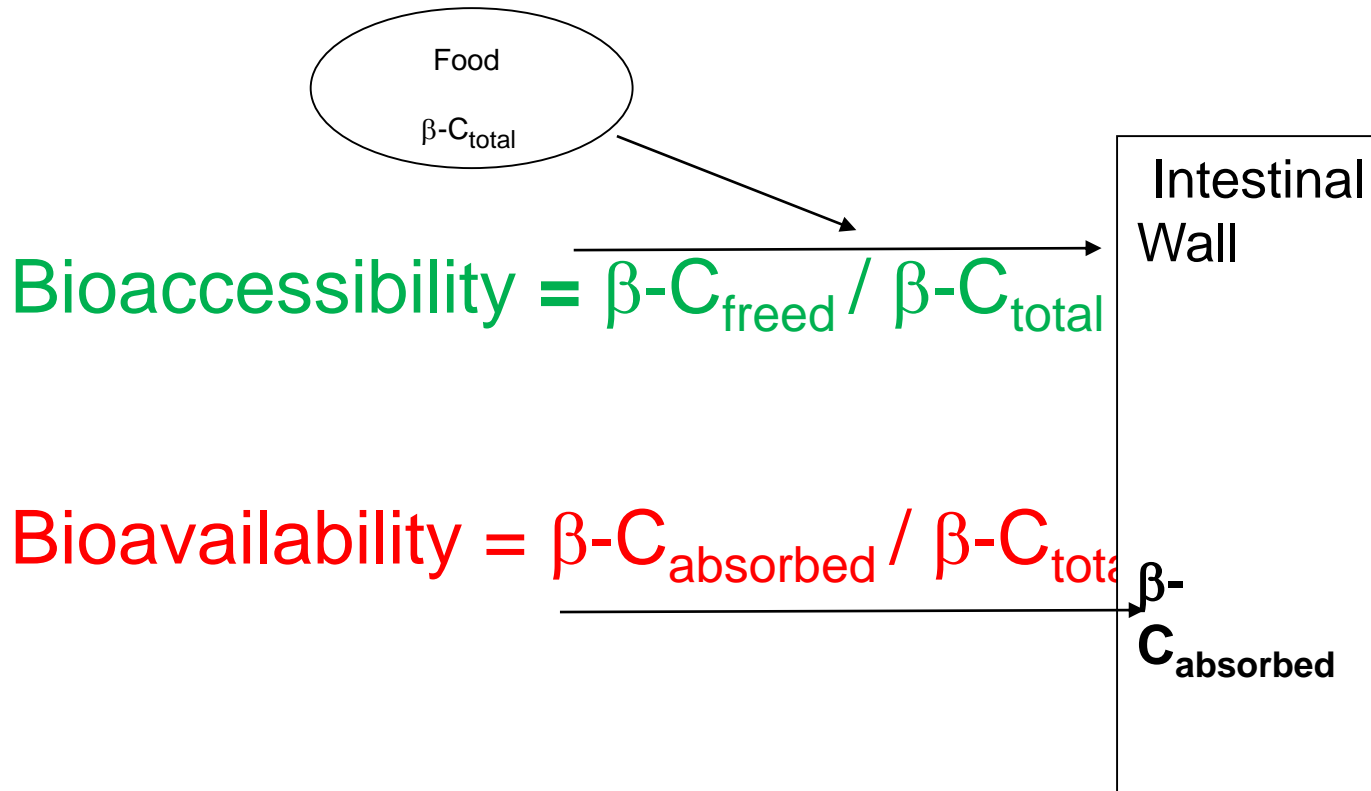 Food
β-Ctotal
Intestinal
Wall
Bioaccessibility = β-Cfreed / β-Ctotal
Bioavailability = β-Cabsorbed / β-Ctota
β-
Cabsorbed